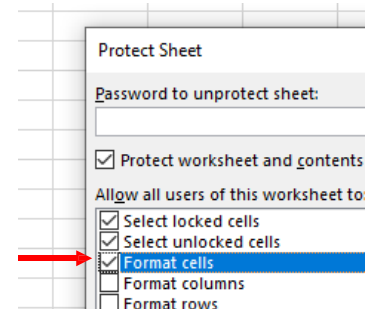 Protect Sheet
Password to unprotect sheet:
Protect worksheet and contents
Allow all users of this worksheet to:
Select locked cells
Select unlocked cells
Format cells
Format columns
Format rows